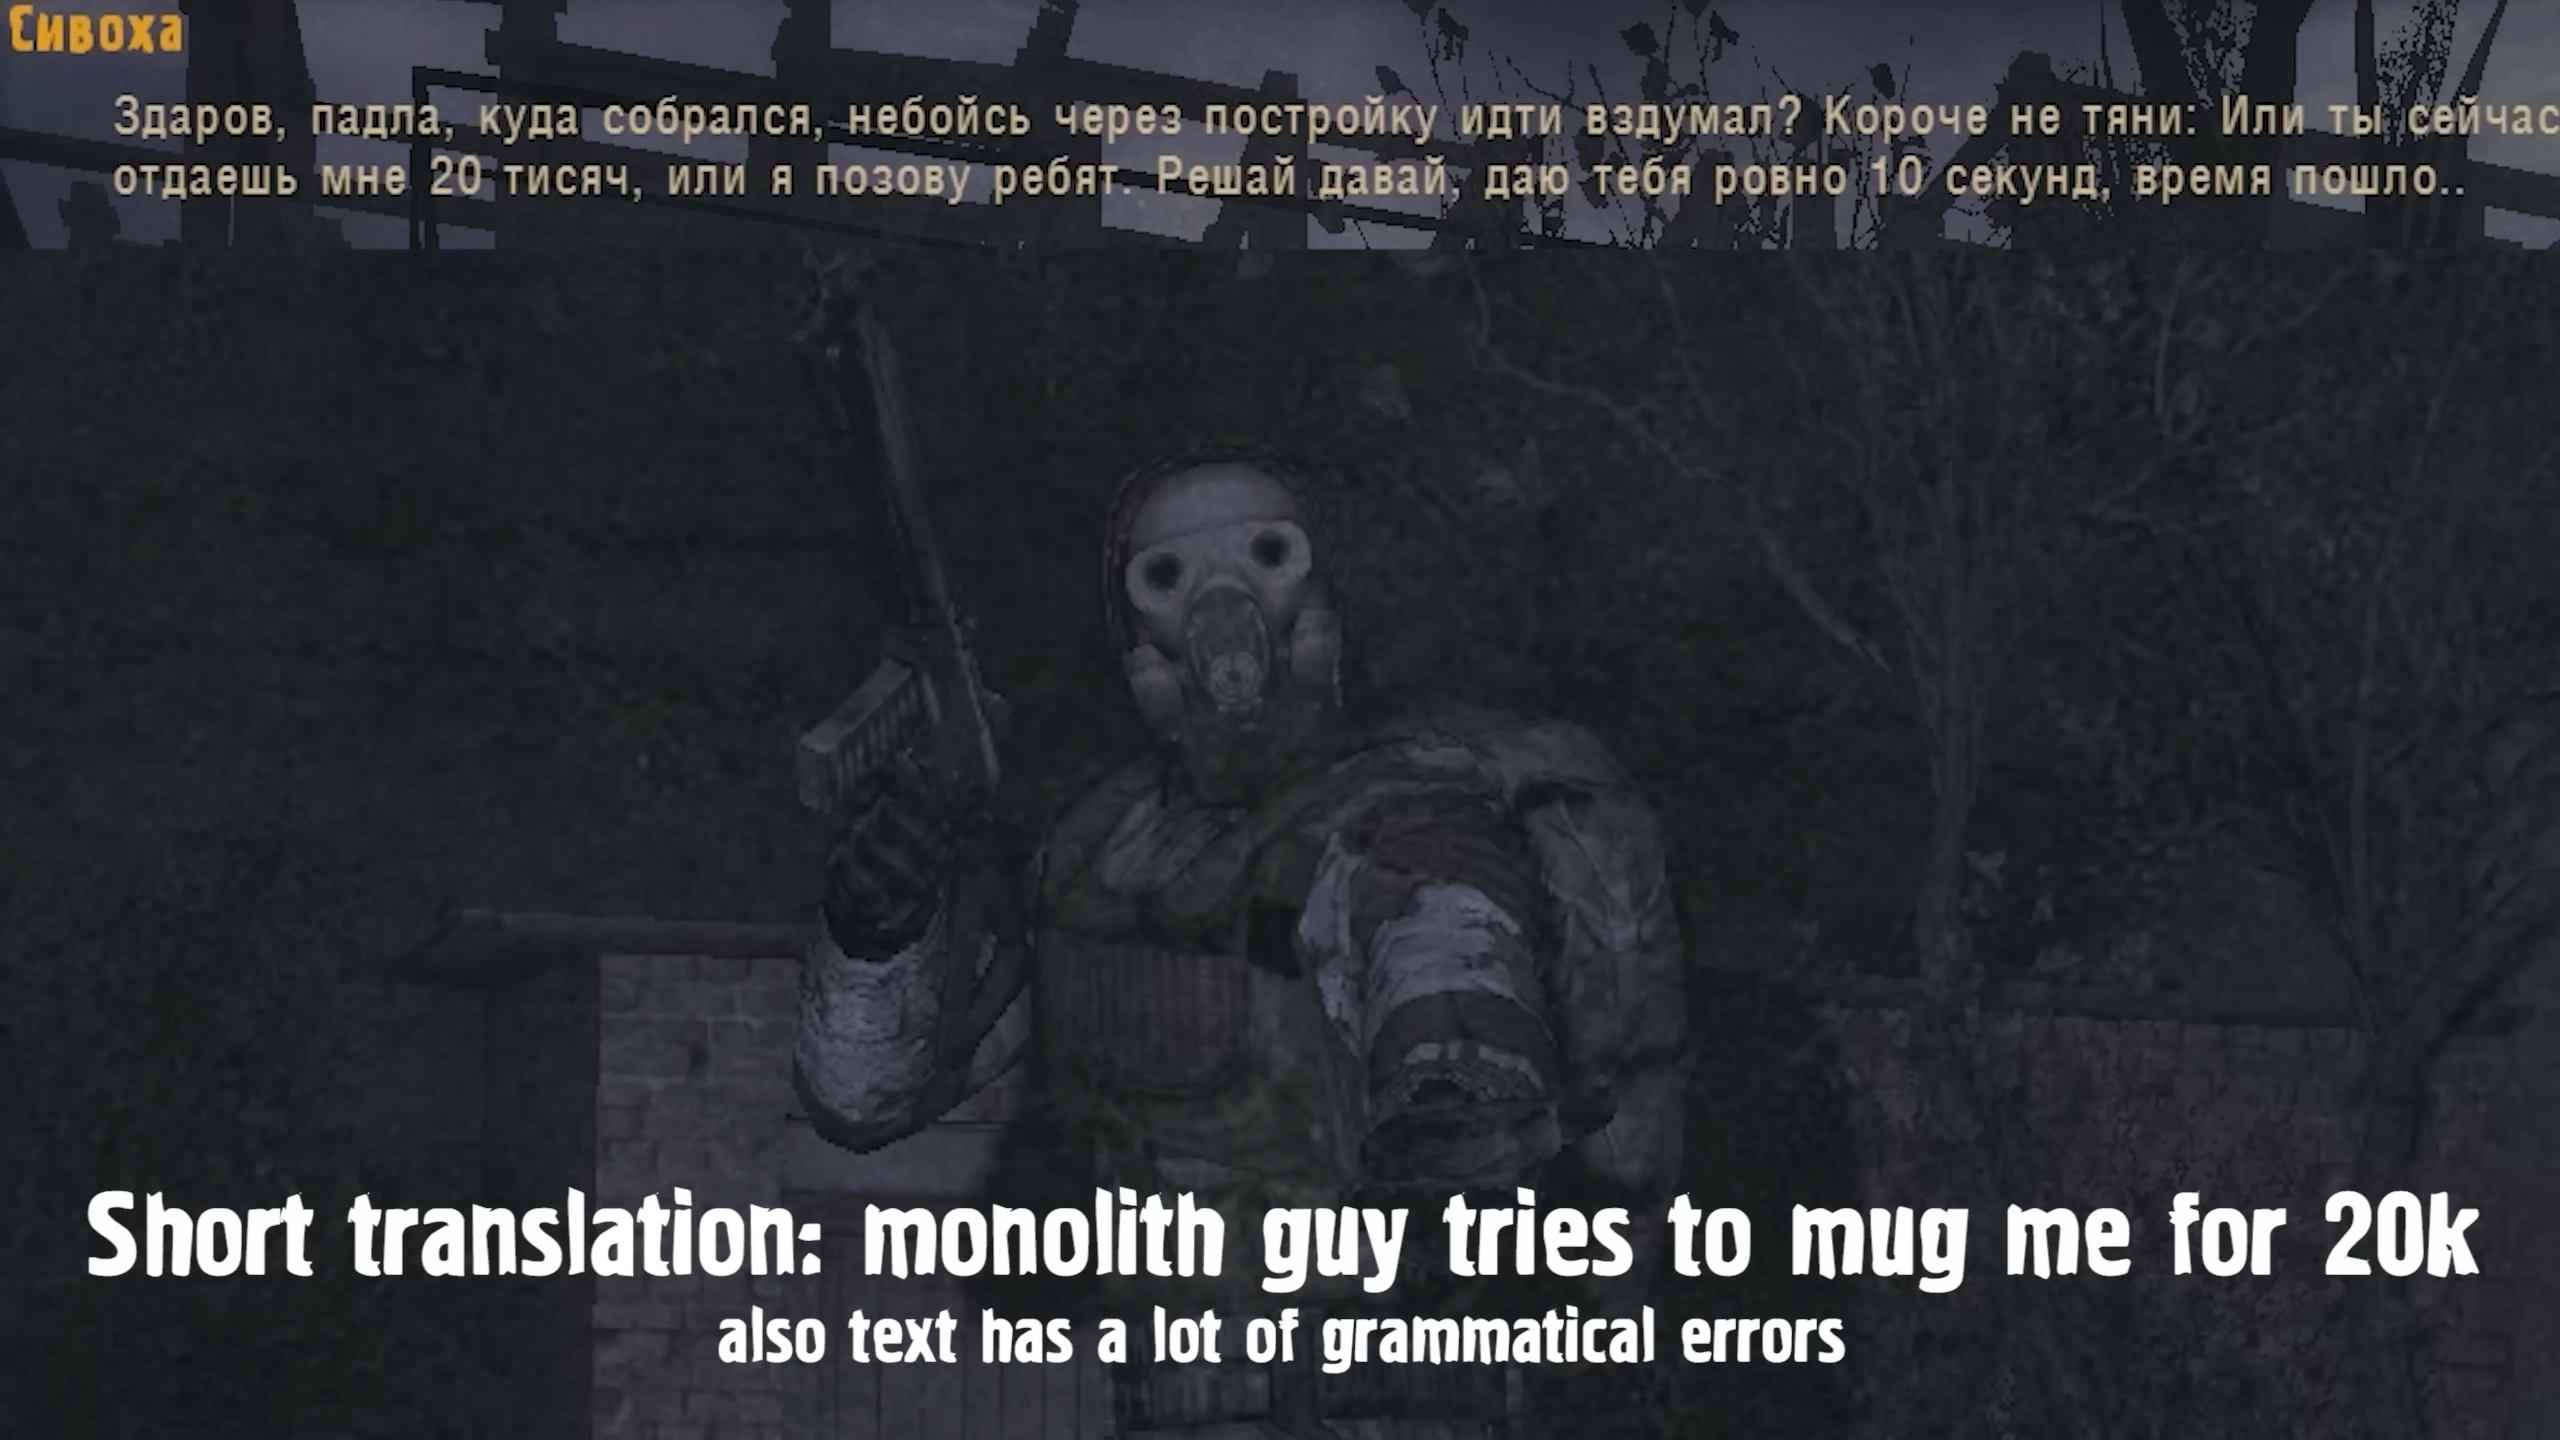 Сивоха
Здаров, падла, куда собрался, небойсь через постройку идти вздумал? Короче не тяни: Или ты сейчас
отдаешь мне 20 тисяч, или я позову ребят. Решай давай, даю тебя ровно 10 секунд, время пошло..
Short translation: monolith guy tries to mug me for 20k
also text has a lot of grammatical errors